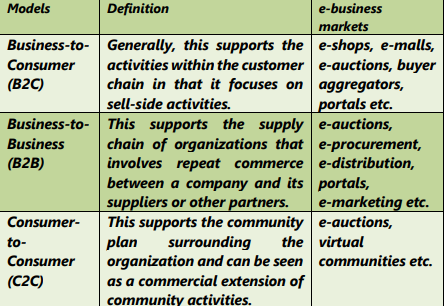 Models Definition e-business
markets
Business-to- Generally, this supports the e-shops, e-malls,
Consumer activities within the customer e-auctions, buyer
(B2C) chain in that it focuses on aggregators,
sell-side activities. portals etc.
Business-to- This supports the supply e-auctions,
Business chain of organizations that e-procurement,
(B2B) involves repeat commerce e-distribution,
between a company and its portals,
suppliers or other partners. e-marketing etc.
Consumer- This supports the community e-auctions,
to- plan surrounding the virtual
Consumer organization and can be seen communities etc.
(C2C) as a commercial extension of
community activities.